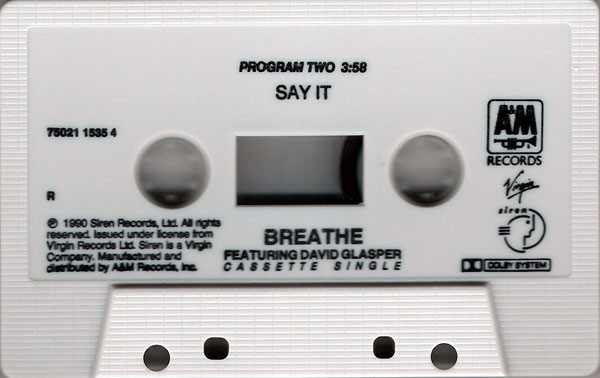 PROGRAM TWO 3:58
SAY IT
75021 1535 4
A&M
RECORDS
Virgin
siren
R
℗ 1990 Siren Records, Ltd. All rights
reserved. Issued under license from
Virgin Records Ltd. Siren is a Virgin
Company. Manufactured and
distributed by A&M Records, Inc.
BREATHE
FEATURING DAVID GLASPER
CASSETTE SINGLE
DOLBY SYSTEM